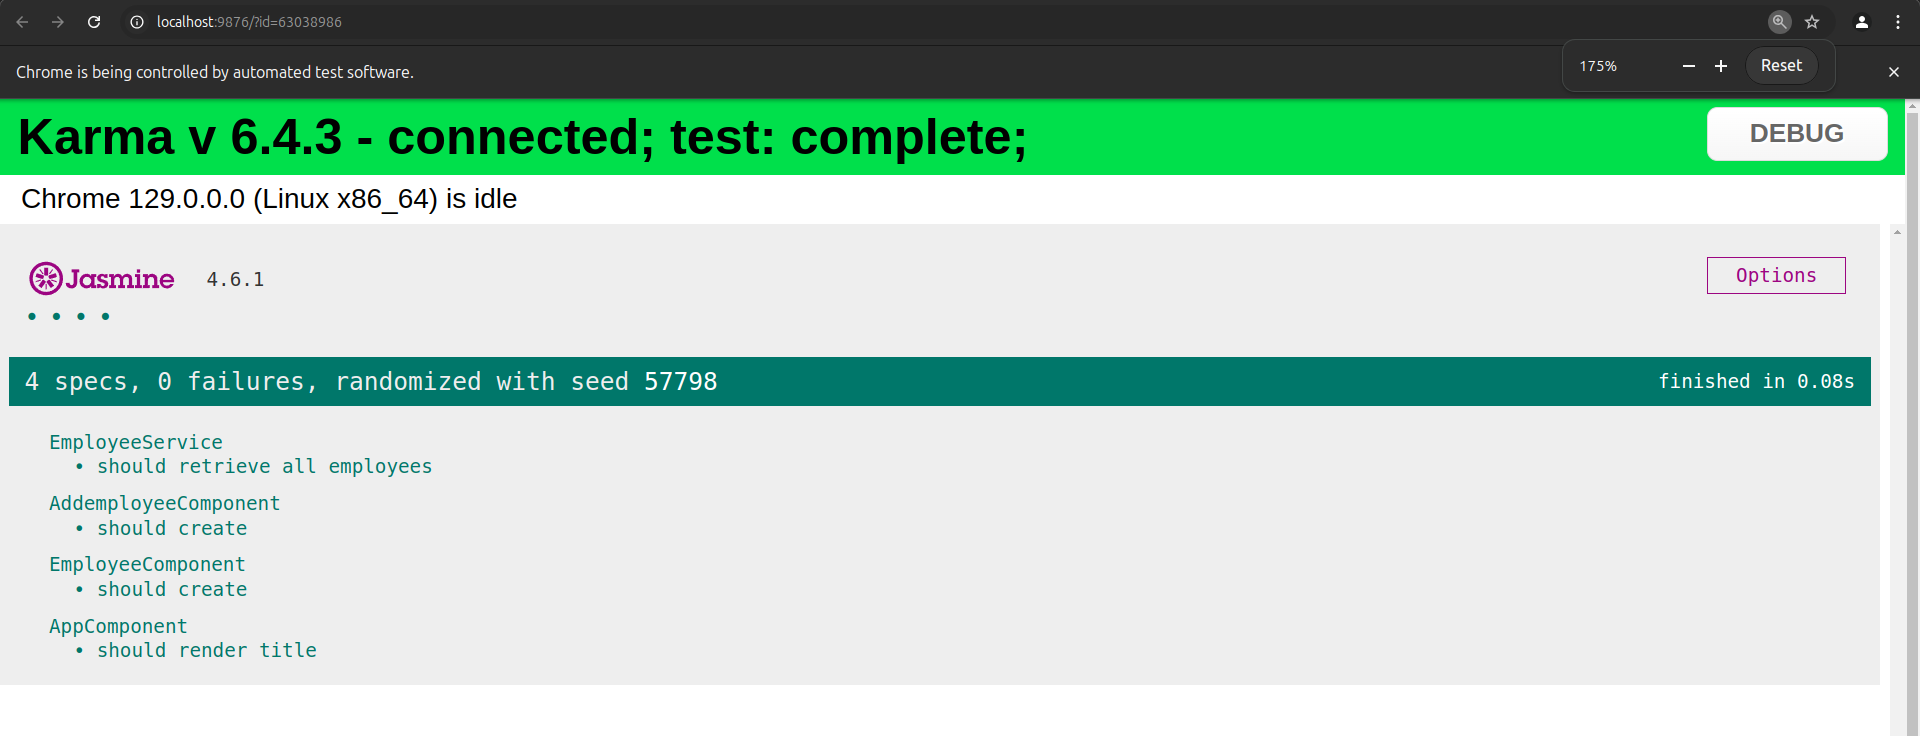 localhost:9876/?id=63038986
Chrome is being controlled by automated test software.
175%
Reset
Karma v 6.4.3 - connected; test: complete;
DEBUG
Chrome 129.0.0.0 (Linux x86_64) is idle
Jasmine 4.6.1
Options
• • • •
4 specs, 0 failures, randomized with seed 57798
finished in 0.08s
EmployeeService
• should retrieve all employees
AddemployeeComponent
• should create
EmployeeComponent
• should create
AppComponent
• should render title